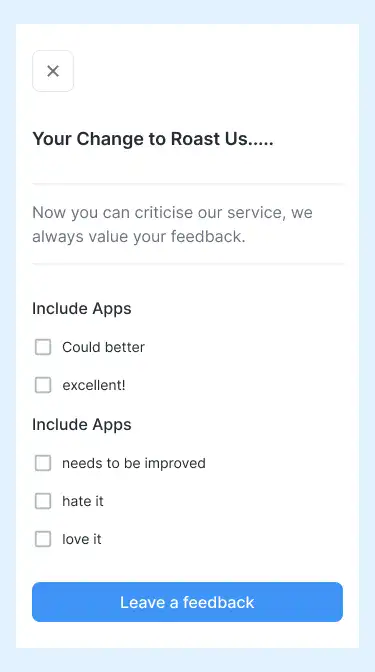 Your Change to Roast Us.....
Now you can criticise our service, we
always value your feedback.
Include Apps
Could better
excellent!
Include Apps
needs to be improved
hate it
love it
Leave a feedback